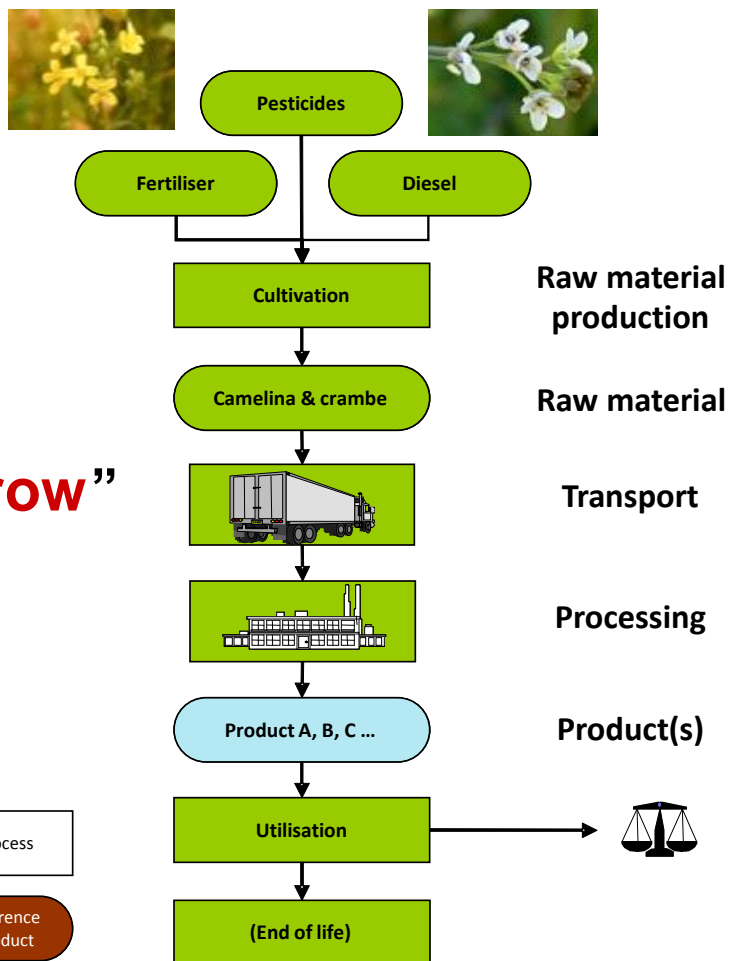 Pesticides
Fertiliser
Diesel
Cultivation
Raw material
production
Camelina & crambe
Raw material
Transport
Processing
Product A, B, C …
Product(s)
Utilisation
(End of life)